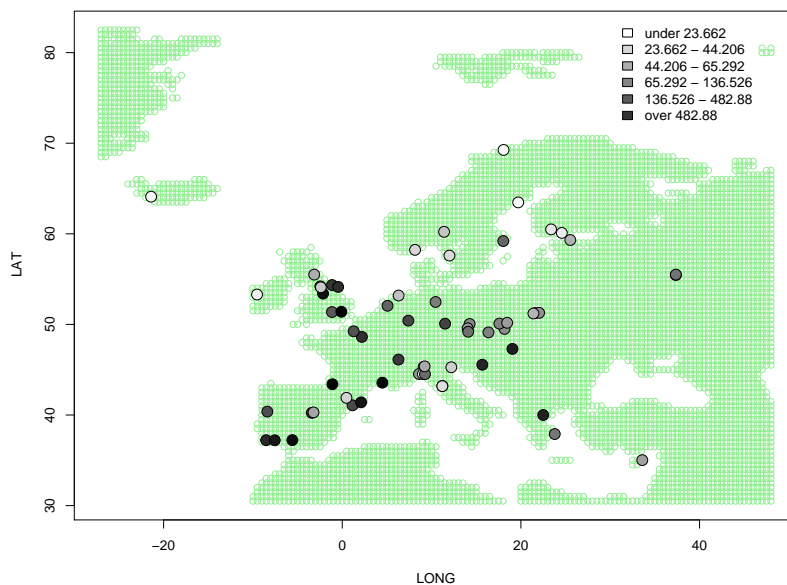 under 23.662
23.662 − 44.206
44.206 − 65.292
65.292 − 136.526
136.526 − 482.88
over 482.88
80
70
60
50
40
30
LAT
−20
0
20
40
LONG